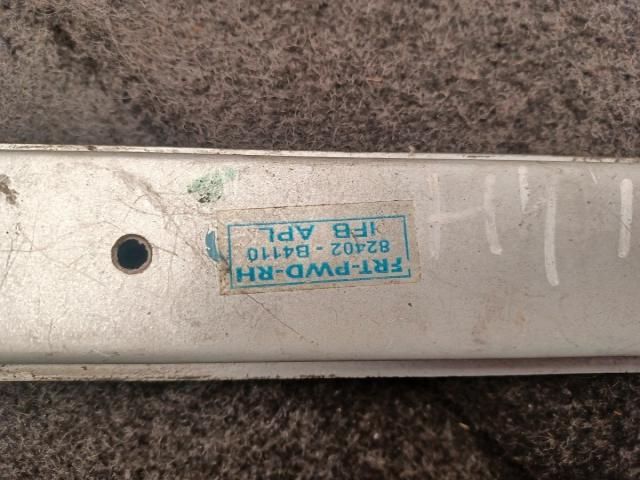 FRT-PWD-RH
82402 - B4110
IFB APL